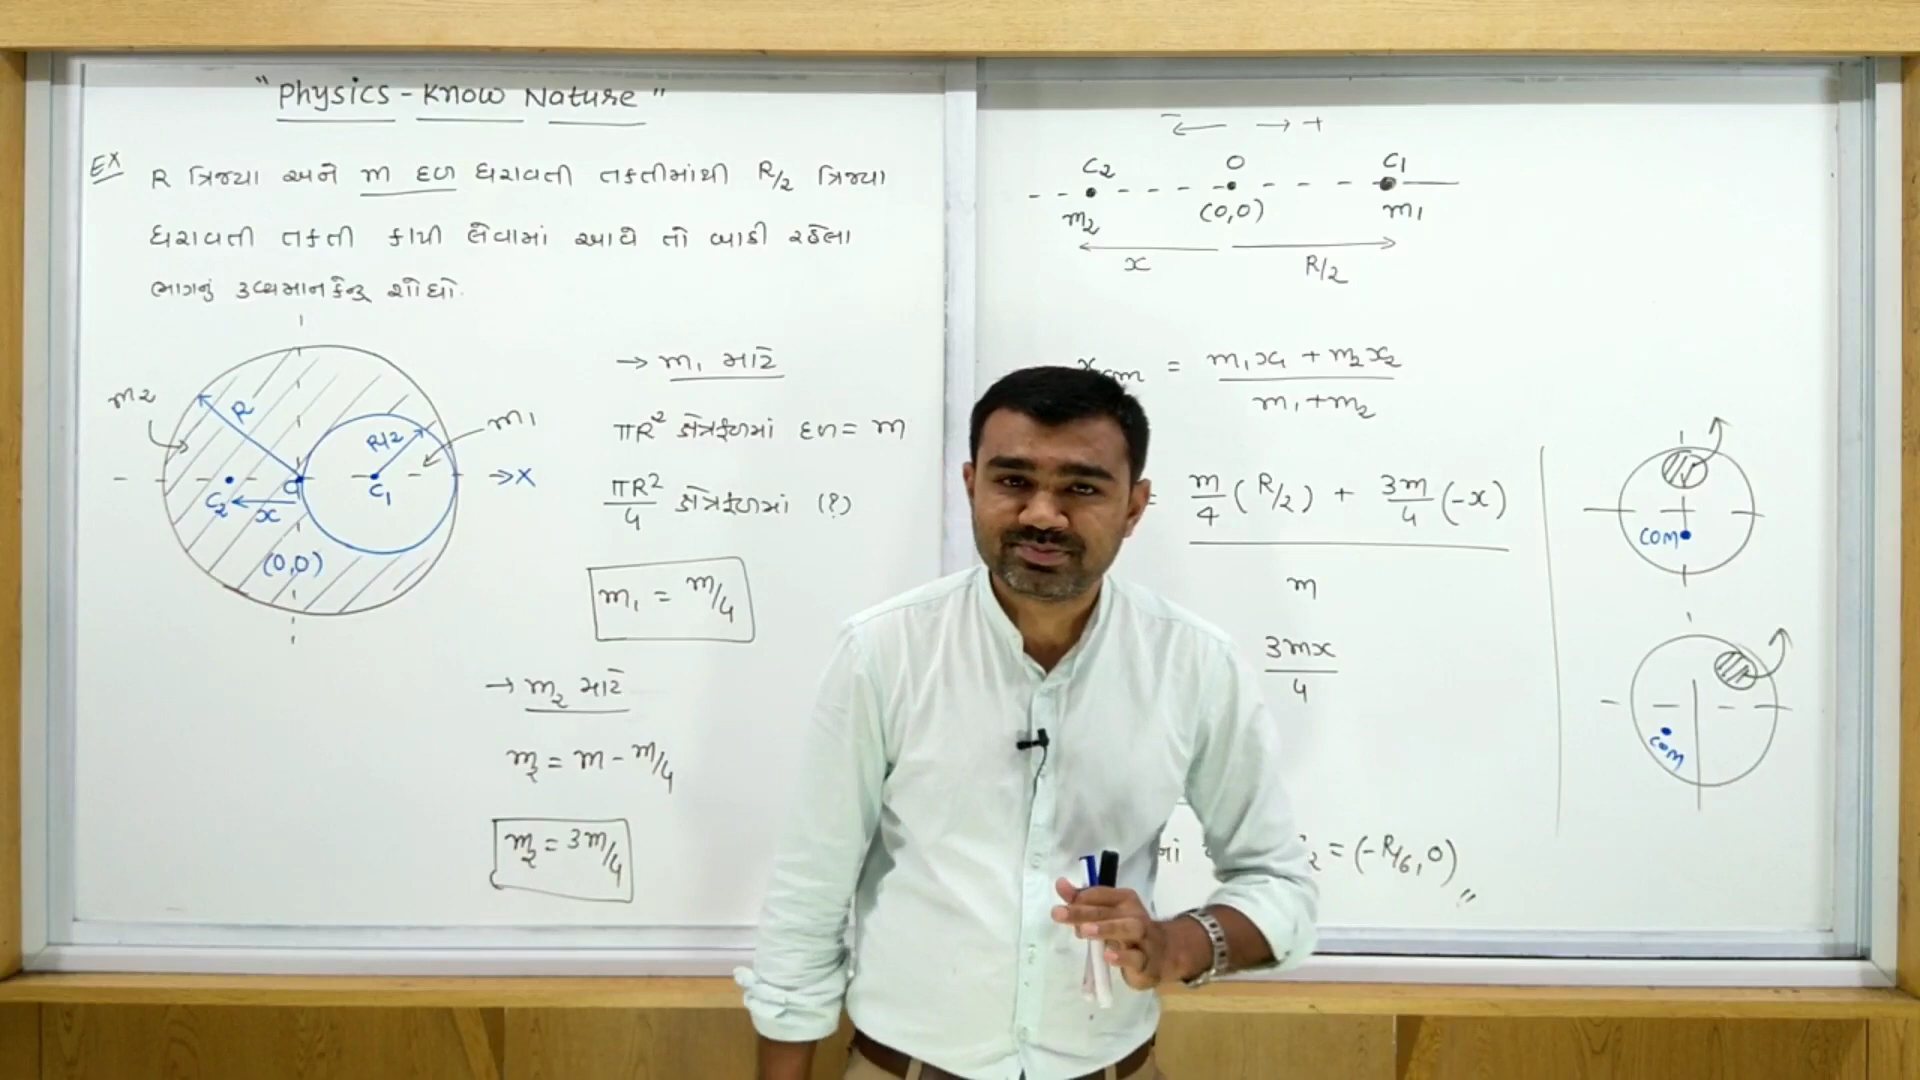 "Physics - Know Nature"
Ex R ત્રિજ્યા અને m દળ ધરાવતી તકતીમાંથી R/2 ત્રિજ્યા
ધરાવતી તકતી કાપી લેવામાં આવે તો બાકી રહેલા
ભાગનું દ્રવ્યમાન કેન્દ્ર શોધો.
m2
R
R/2
m1
C2
x
O
C1
→X
(0,0)
→ m₁ માટે
πR² ક્ષેત્રફળમાં દળ = m
πR²/4 ક્ષેત્રફળમાં (?)
m₁ = m/4
→ m₂ માટે
m₂ = m - m/4
m₂ = 3m/4
- ← → +
C2 O C1
m₂ (0,0) m₁
x R/2
cm = m₁x₁ + m₂x₂ / m₁+m₂
= m/4 (R/2) + 3m/4 (-x)
m
3mx/4
= (-R/6, 0)"
com
com